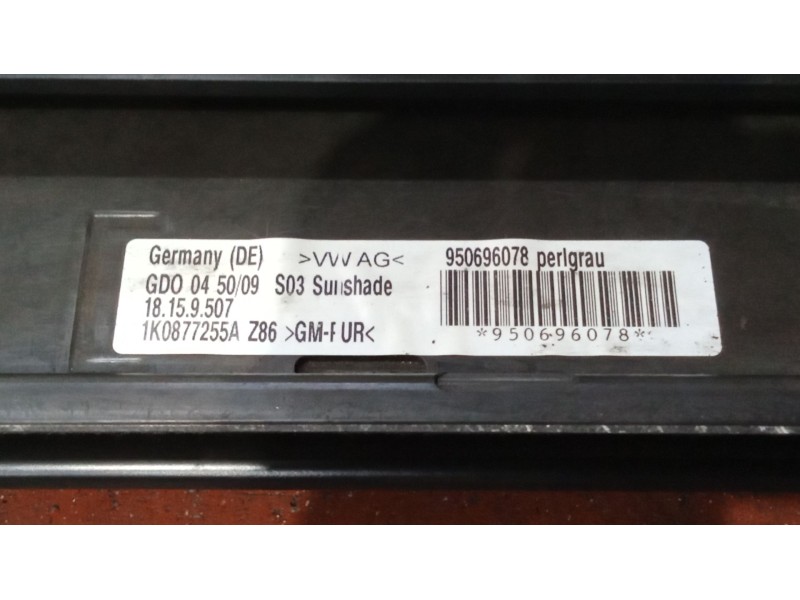 Germany (DE) >VW AG< 950696078 perlgrau
GDO 04 50/09 S03 Sunshade
18.15.9.507
1K0877255A Z86 >GM-PUR<
*950696078*